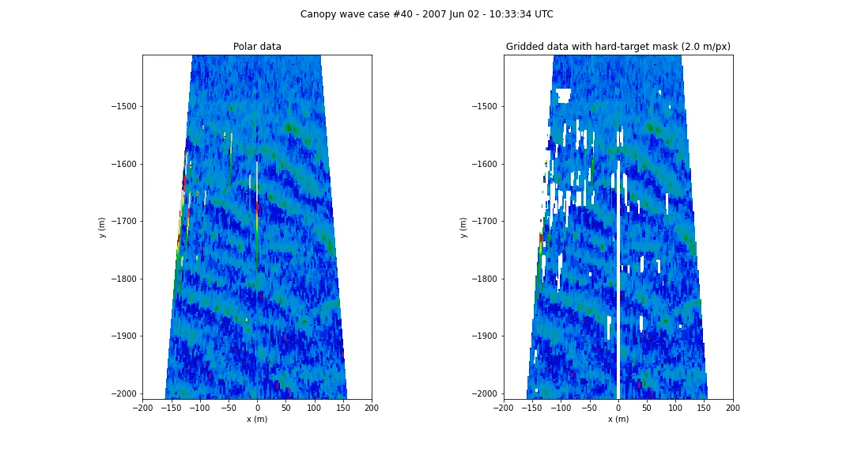 Canopy wave case #40 - 2007 Jun 02 - 10:33:34 UTC
Polar data
Gridded data with hard-target mask (2.0 m/px)
−1500
−1600
−1700
−1800
−1900
−2000
y (m)
−200 −150 −100 −50 0 50 100 150 200
x (m)
−1500
−1600
−1700
−1800
−1900
−2000
y (m)
−200 −150 −100 −50 0 50 100 150 200
x (m)